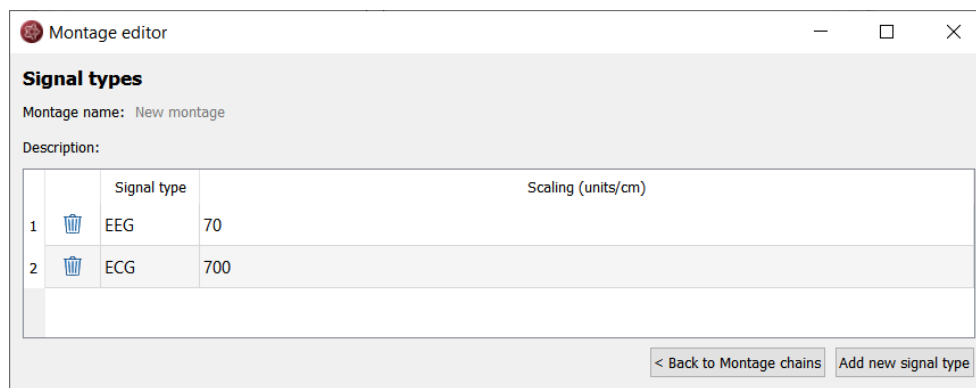 Montage editor
Signal types
Montage name: New montage
Description:
Signal type Scaling (units/cm)
1 EEG 70
2 ECG 700
< Back to Montage chains Add new signal type